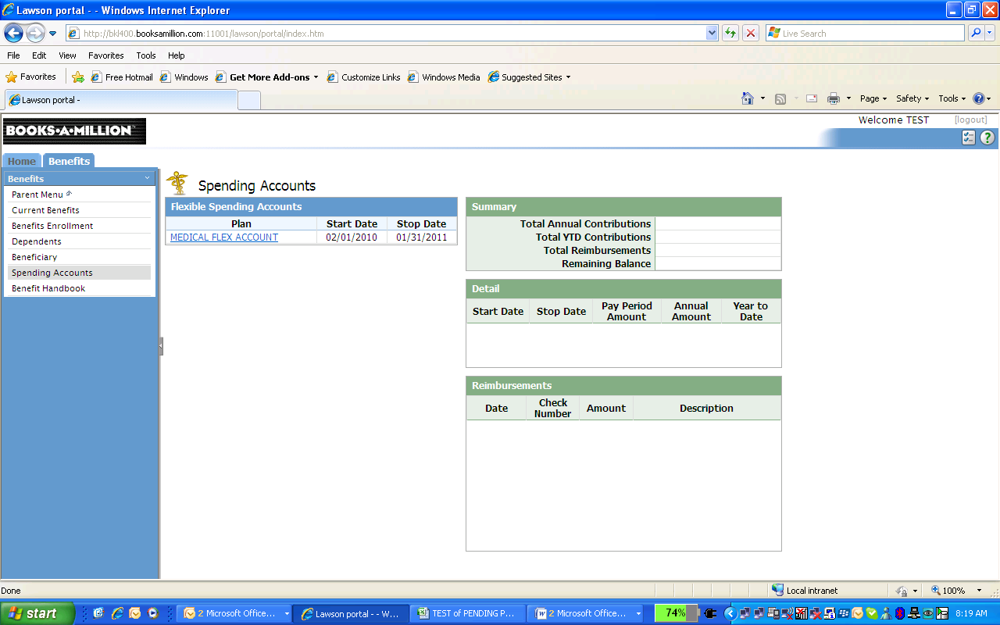 Lawson portal - - Windows Internet Explorer
http://bkl400.booksamillion.com:11001/lawson/portal/index.htm
Live Search
File Edit View Favorites Tools Help
Favorites Free Hotmail Windows Get More Add-ons Customize Links Windows Media Suggested Sites
Lawson portal -
Page Safety Tools
BOOKS•A•MILLION
Welcome TEST [logout]
Home Benefits
Benefits
Parent Menu
Current Benefits
Benefits Enrollment
Dependents
Beneficiary
Spending Accounts
Benefit Handbook
Spending Accounts
Flexible Spending Accounts
Plan Start Date Stop Date
MEDICAL FLEX ACCOUNT 02/01/2010 01/31/2011
Summary
Total Annual Contributions
Total YTD Contributions
Total Reimbursements
Remaining Balance
Detail
Start Date Stop Date Pay Period Amount Annual Amount Year to Date
Reimbursements
Date Check Number Amount Description
Done
Local intranet
100%
start
2 Microsoft Office...
Lawson portal - - W...
TEST of PENDING P...
2 Microsoft Office...
74%
8:19 AM